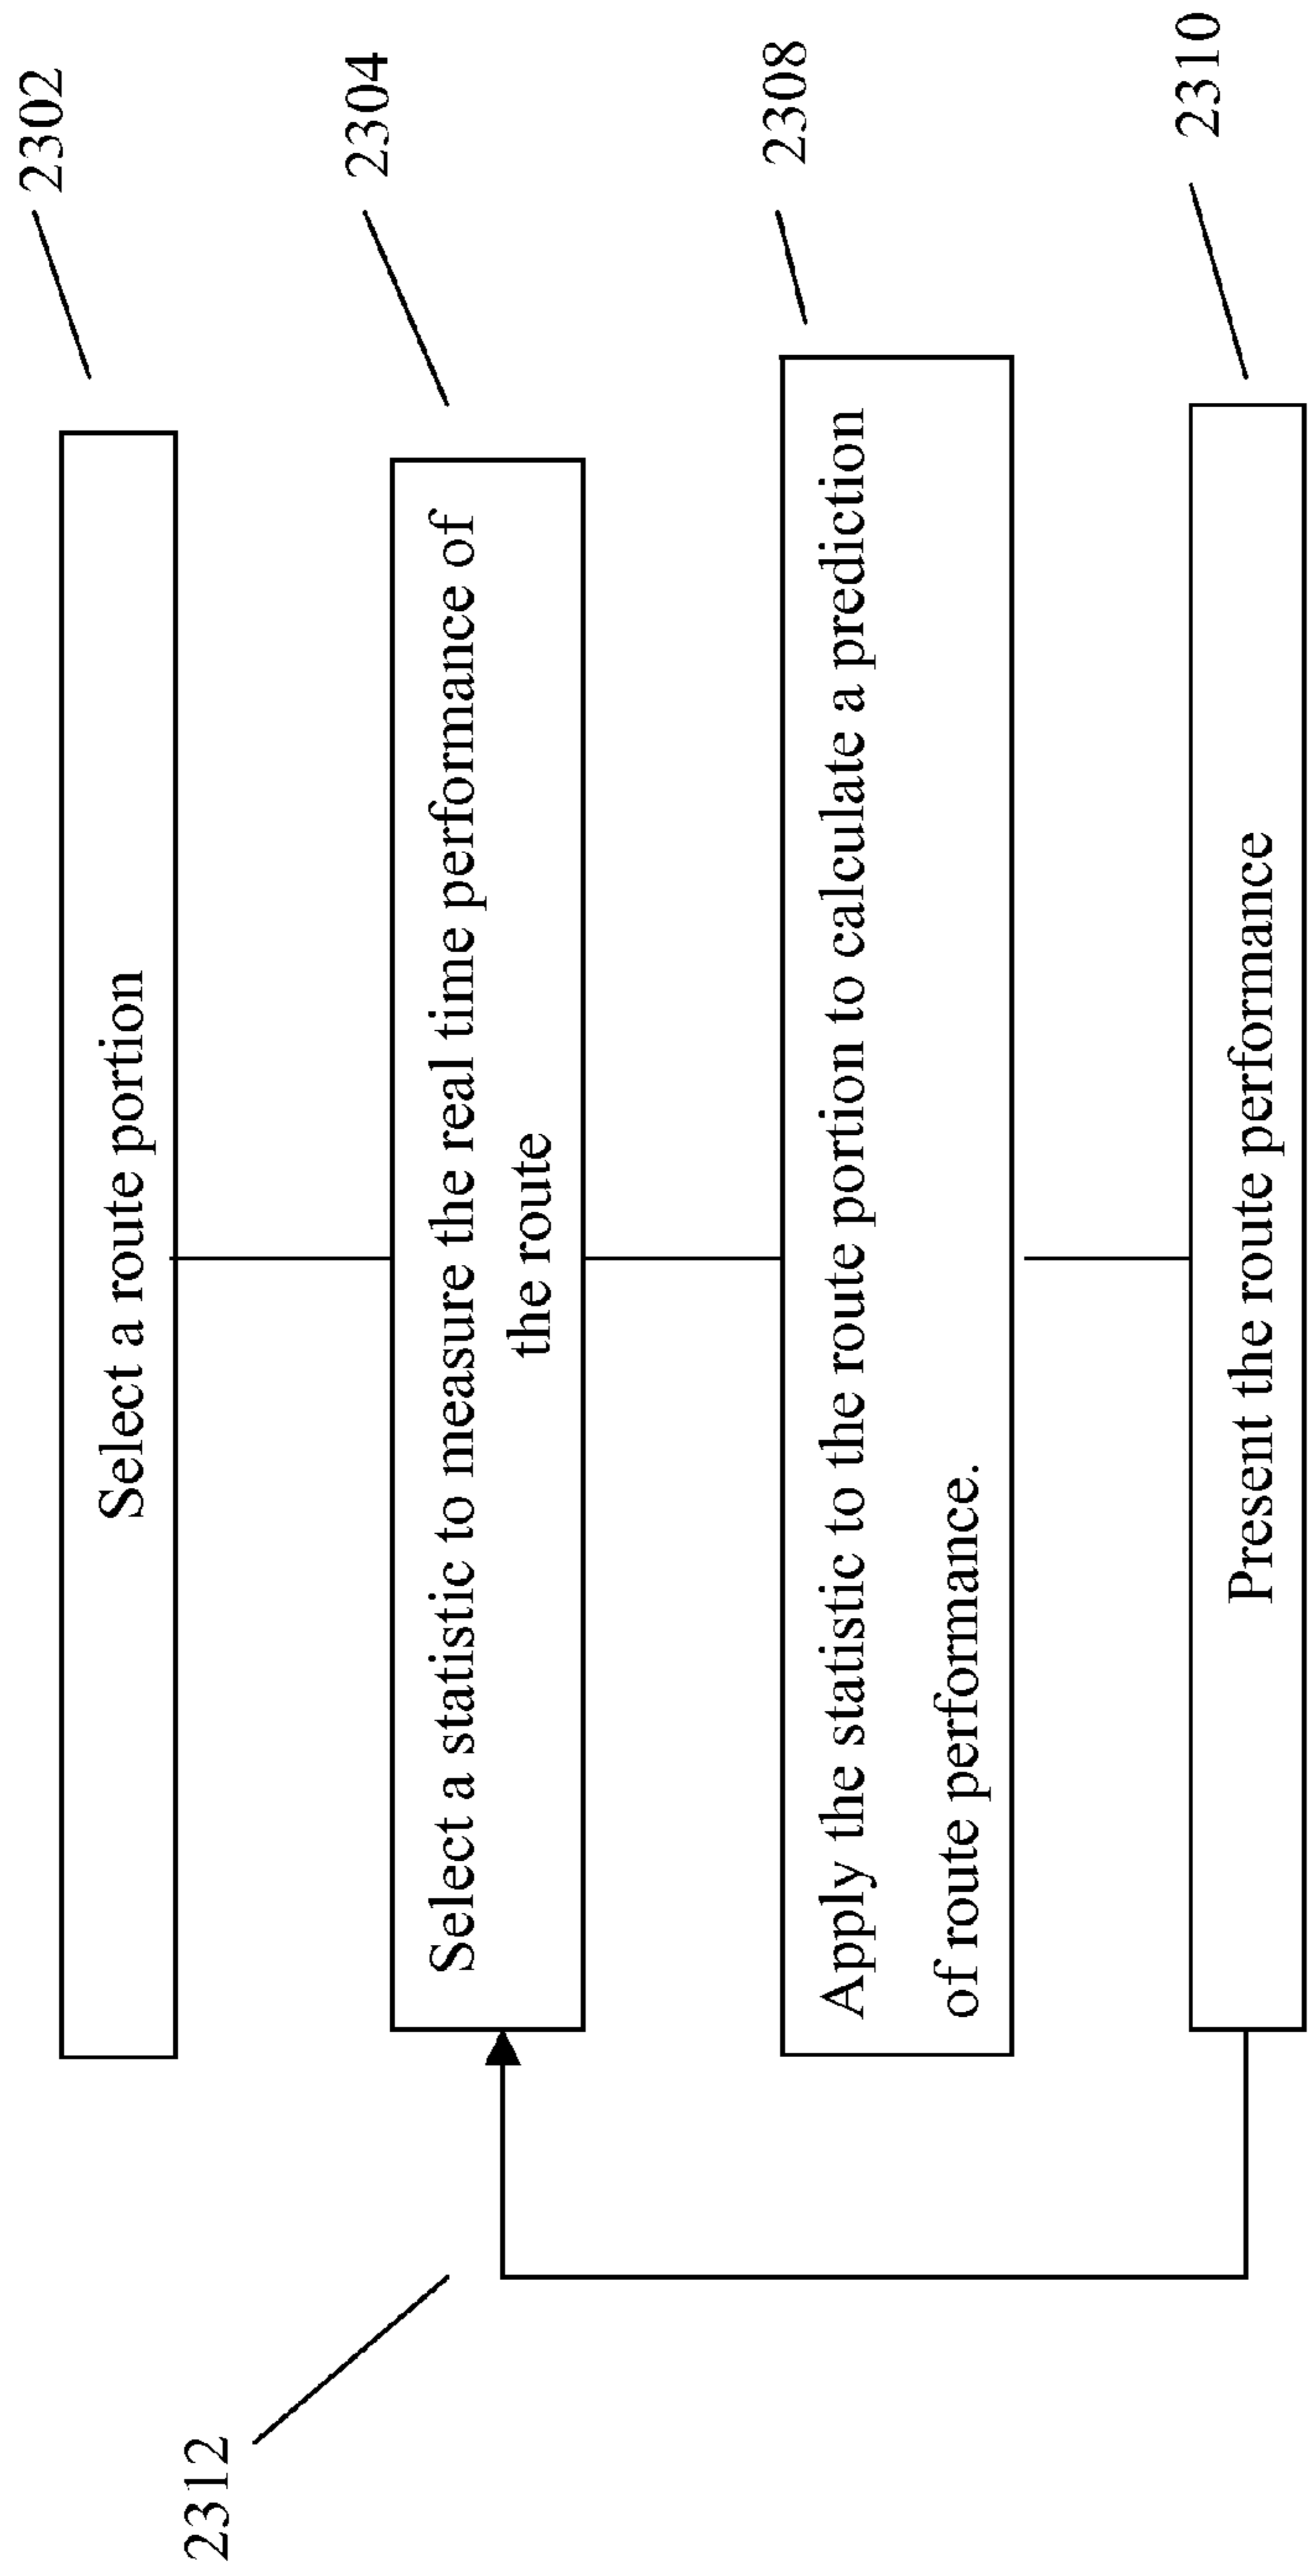 2302
Select a route portion
2304
Select a statistic to measure the real time performance of
the route
2308
Apply the statistic to the route portion to calculate a prediction
of route performance.
2310
Present the route performance
2312